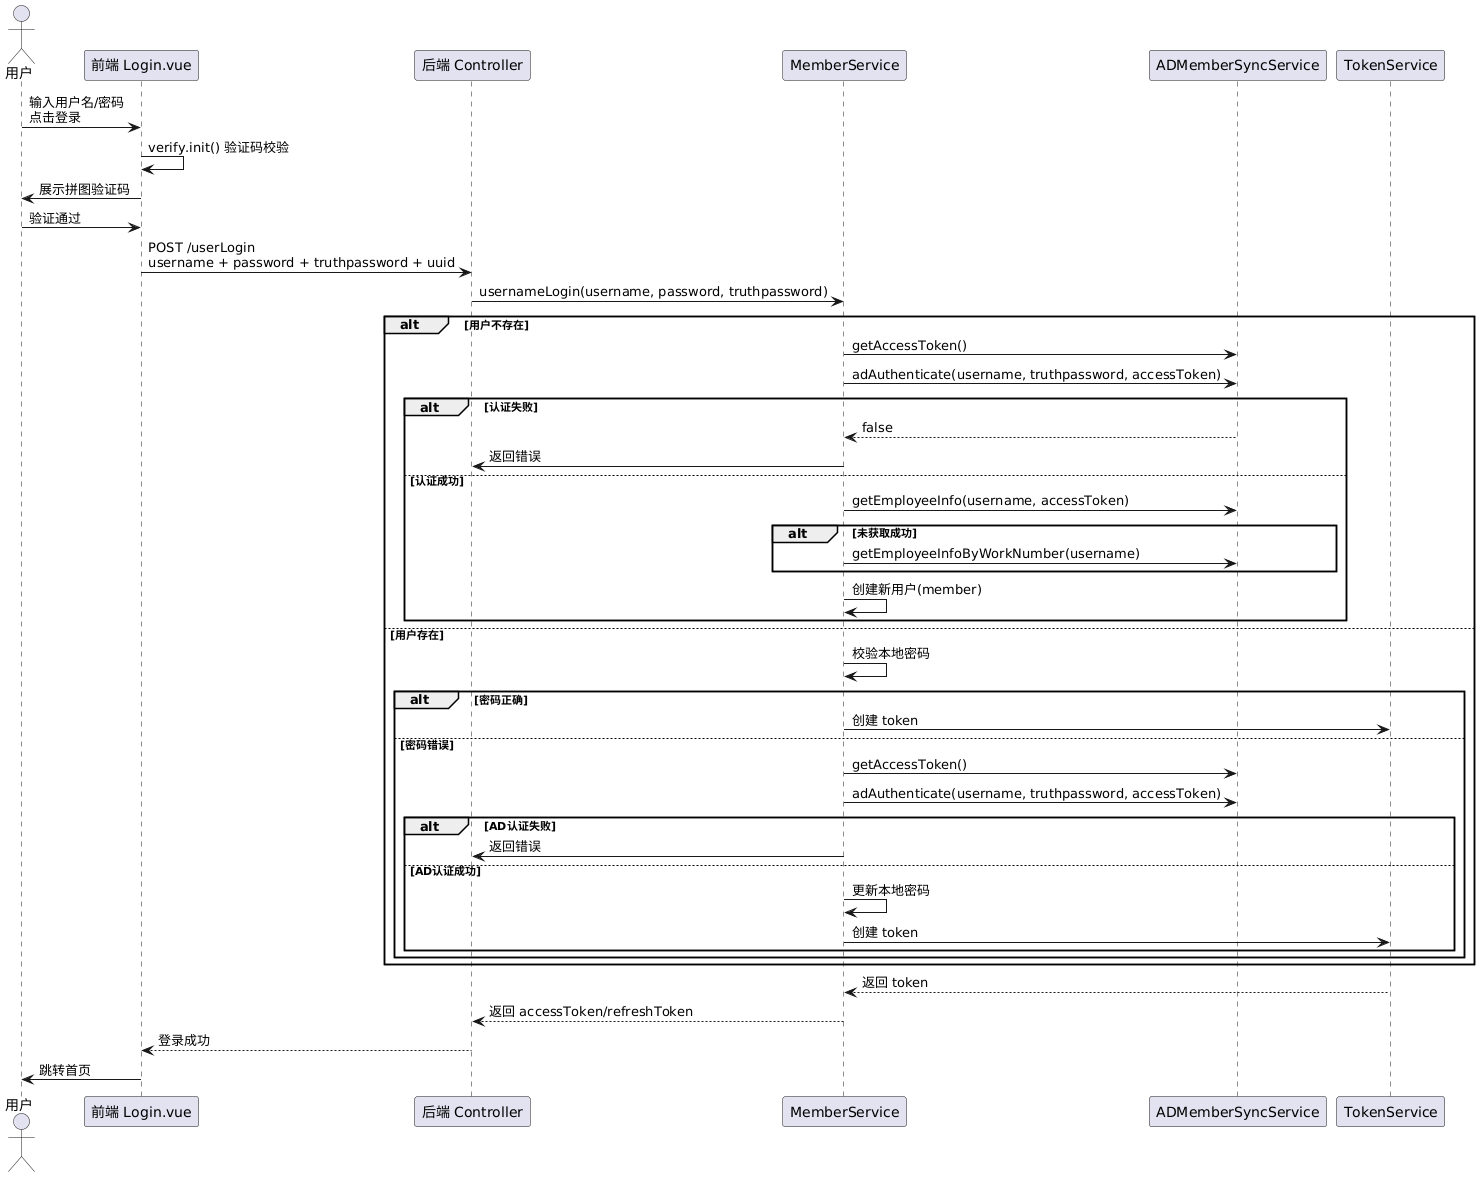 用户
前端 Login.vue
后端 Controller
MemberService
ADMemberSyncService
TokenService
输入用户名/密码
点击登录
verify.init() 验证码校验
展示拼图验证码
验证通过
POST /userLogin
username + password + truthpassword + uuid
usernameLogin(username, password, truthpassword)
alt
[用户不存在]
getAccessToken()
adAuthenticate(username, truthpassword, accessToken)
alt
[认证失败]
false
返回错误
[认证成功]
getEmployeeInfo(username, accessToken)
alt
[未获取成功]
getEmployeeInfoByWorkNumber(username)
创建新用户(member)
[用户存在]
校验本地密码
alt
[密码正确]
创建 token
[密码错误]
getAccessToken()
adAuthenticate(username, truthpassword, accessToken)
alt
[AD认证失败]
返回错误
[AD认证成功]
更新本地密码
创建 token
返回 token
返回 accessToken/refreshToken
登录成功
跳转首页
用户
前端 Login.vue
后端 Controller
MemberService
ADMemberSyncService
TokenService